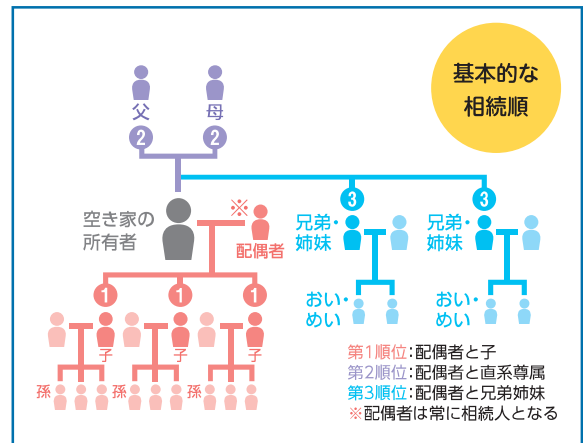 基本的な
相続順
父
母
2
2
3
3
空き家の
所有者
※
配偶者
兄弟・
姉妹
兄弟・
姉妹
1
1
1
おい・
めい
おい・
めい
子
子
子
孫
孫
孫
第1順位:配偶者と子
第2順位:配偶者と直系尊属
第3順位:配偶者と兄弟姉妹
※配偶者は常に相続人となる